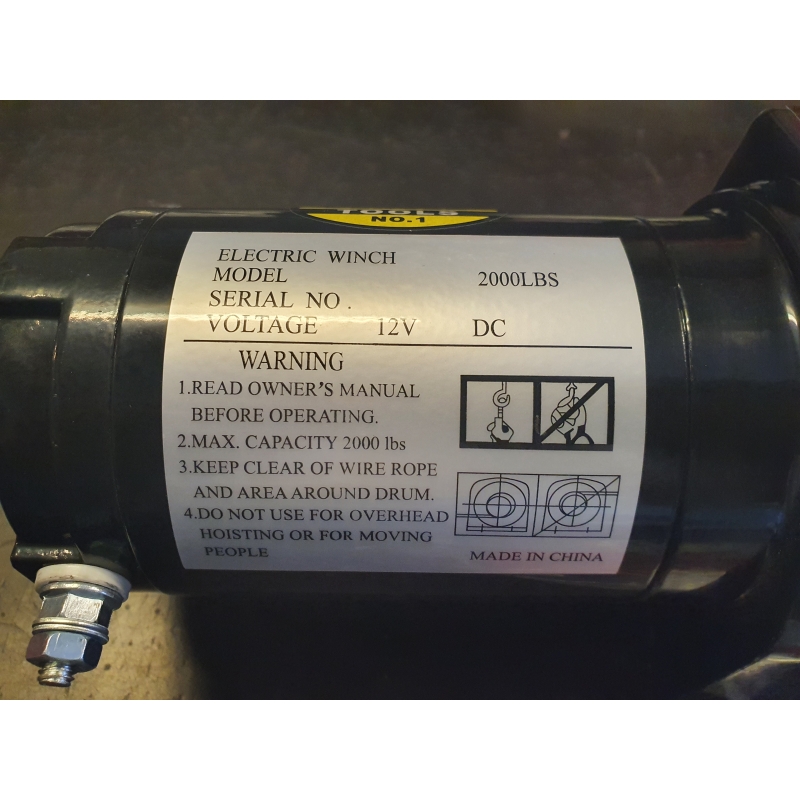 TOOLS
NO.1
ELECTRIC WINCH
MODEL 2000LBS
SERIAL NO.
VOLTAGE 12V DC
WARNING
1.READ OWNER'S MANUAL
BEFORE OPERATING.
2.MAX. CAPACITY 2000 lbs
3.KEEP CLEAR OF WIRE ROPE
AND AREA AROUND DRUM.
4.DO NOT USE FOR OVERHEAD
HOISTING OR FOR MOVING
PEOPLE
MADE IN CHINA